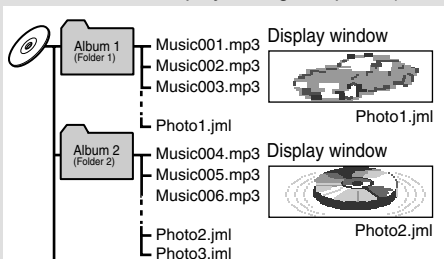 Album 1
(Folder 1)
Music001.mp3
Music002.mp3
Music003.mp3
Photo1.jml
Display window
Photo1.jml
Album 2
(Folder 2)
Music004.mp3
Music005.mp3
Music006.mp3
Photo2.jml
Photo3.jml
Display window
Photo2.jml